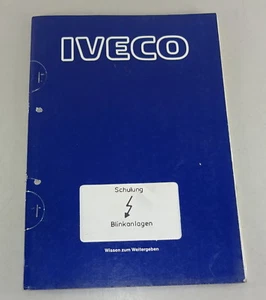 IVECO
Schulung
Blinkanlagen
Wissen zum Weitergeben